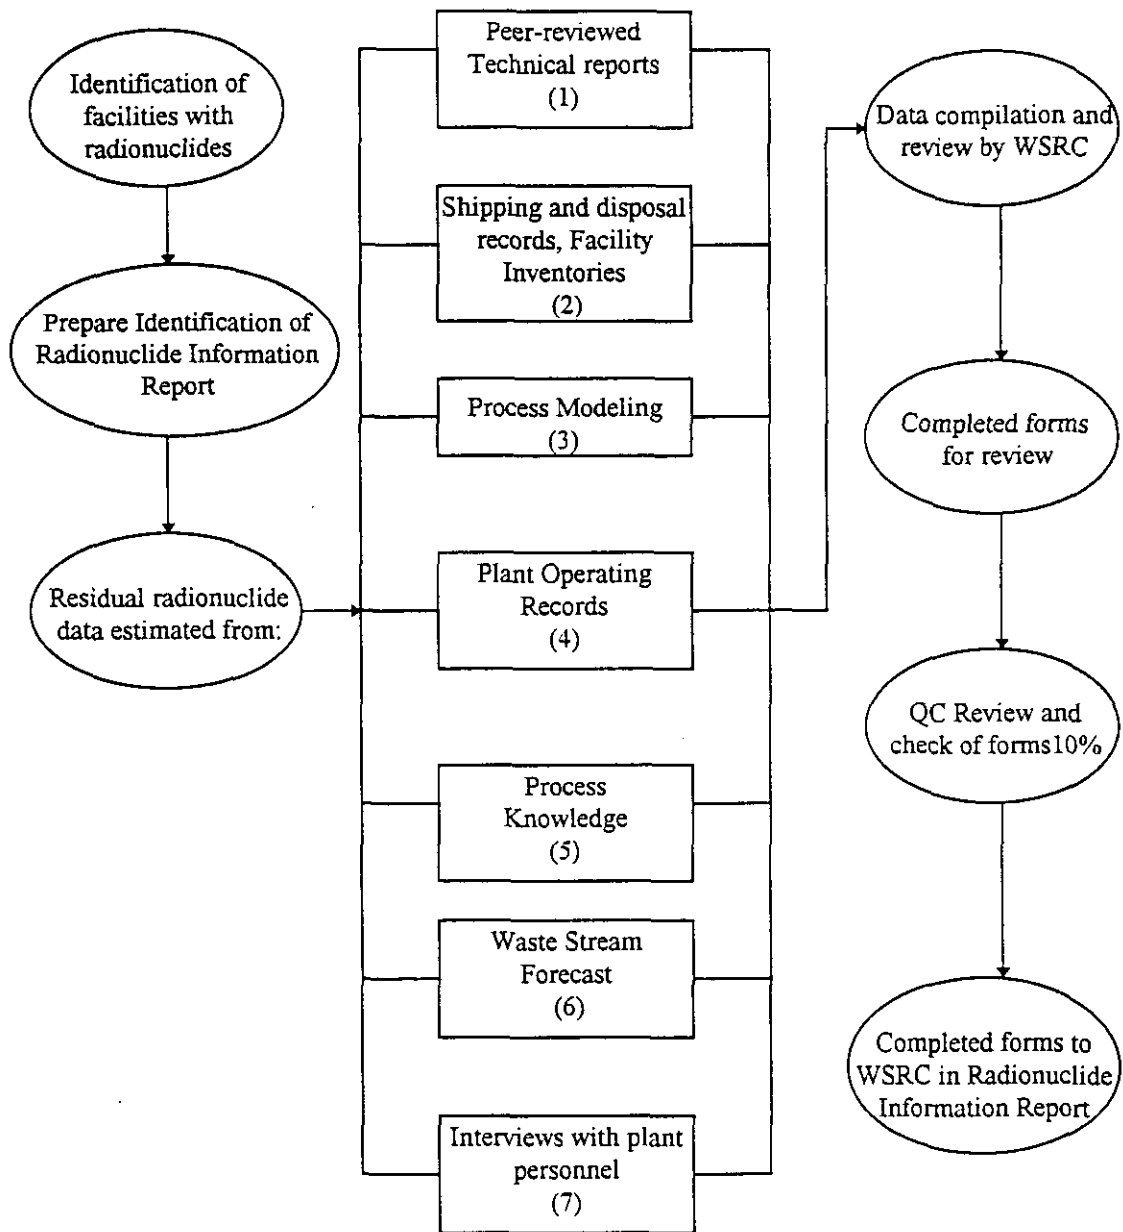 Identification of
facilities with
radionuclides
Prepare Identification of
Radionuclide Information
Report
Residual radionuclide
data estimated from:
Peer-reviewed
Technical reports
(1)
Shipping and disposal
records, Facility
Inventories
(2)
Process Modeling
(3)
Plant Operating
Records
(4)
Process
Knowledge
(5)
Waste Stream
Forecast
(6)
Interviews with plant
personnel
(7)
Data compilation and
review by WSRC
Completed forms
for review
QC Review and
check of forms10%
Completed forms to
WSRC in Radionuclide
Information Report